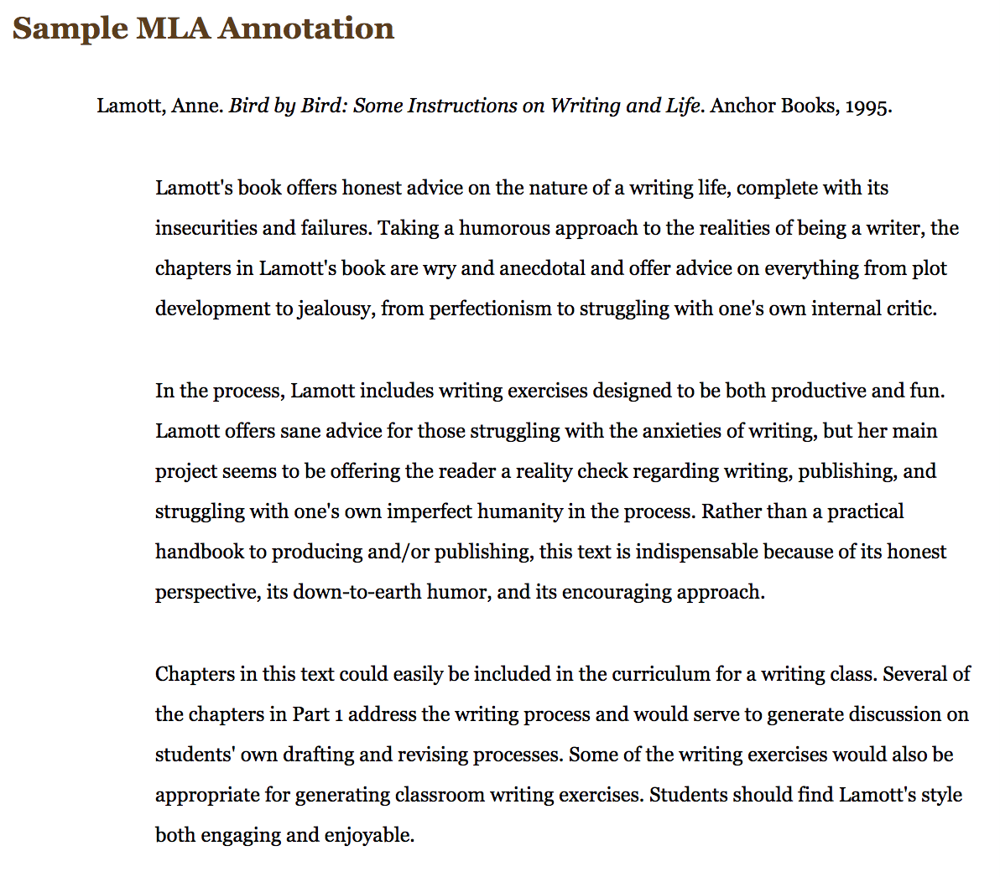 Sample MLA Annotation
Lamott, Anne. Bird by Bird: Some Instructions on Writing and Life. Anchor Books, 1995.
Lamott's book offers honest advice on the nature of a writing life, complete with its
insecurities and failures. Taking a humorous approach to the realities of being a writer, the
chapters in Lamott's book are wry and anecdotal and offer advice on everything from plot
development to jealousy, from perfectionism to struggling with one's own internal critic.
In the process, Lamott includes writing exercises designed to be both productive and fun.
Lamott offers sane advice for those struggling with the anxieties of writing, but her main
project seems to be offering the reader a reality check regarding writing, publishing, and
struggling with one's own imperfect humanity in the process. Rather than a practical
handbook to producing and/or publishing, this text is indispensable because of its honest
perspective, its down-to-earth humor, and its encouraging approach.
Chapters in this text could easily be included in the curriculum for a writing class. Several of
the chapters in Part 1 address the writing process and would serve to generate discussion on
students' own drafting and revising processes. Some of the writing exercises would also be
appropriate for generating classroom writing exercises. Students should find Lamott's style
both engaging and enjoyable.